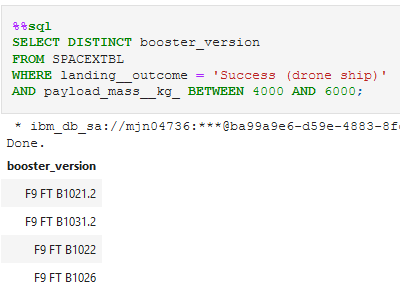 %%sql
SELECT DISTINCT booster_version
FROM SPACEXTBL
WHERE landing__outcome = 'Success (drone ship)'
AND payload_mass__kg_ BETWEEN 4000 AND 6000;
* ibm_db_sa://mjn04736:***@ba99a9e6-d59e-4883-8f
Done.
booster_version
F9 FT B1021.2
F9 FT B1031.2
F9 FT B1022
F9 FT B1026